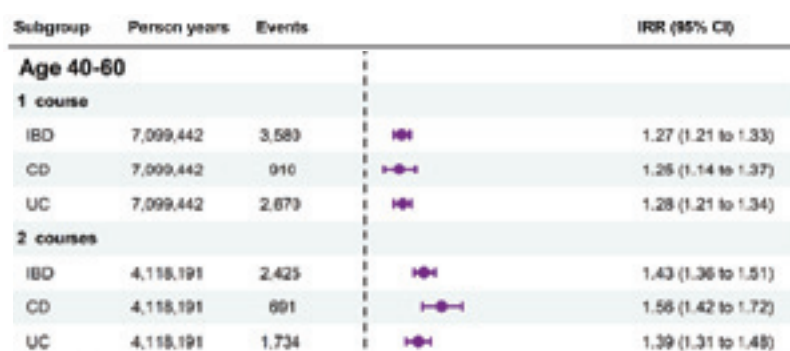 Subgroup Person years Events IRR (95% CI)
Age 40-60
1 course
IBD 7,099,442 3,589 1.27 (1.21 to 1.33)
CD 7,099,442 910 1.25 (1.14 to 1.37)
UC 7,099,442 2,679 1.28 (1.21 to 1.34)
2 courses
IBD 4,118,191 2,425 1.43 (1.36 to 1.51)
CD 4,118,191 691 1.56 (1.42 to 1.72)
UC 4,118,191 1,734 1.39 (1.31 to 1.48)